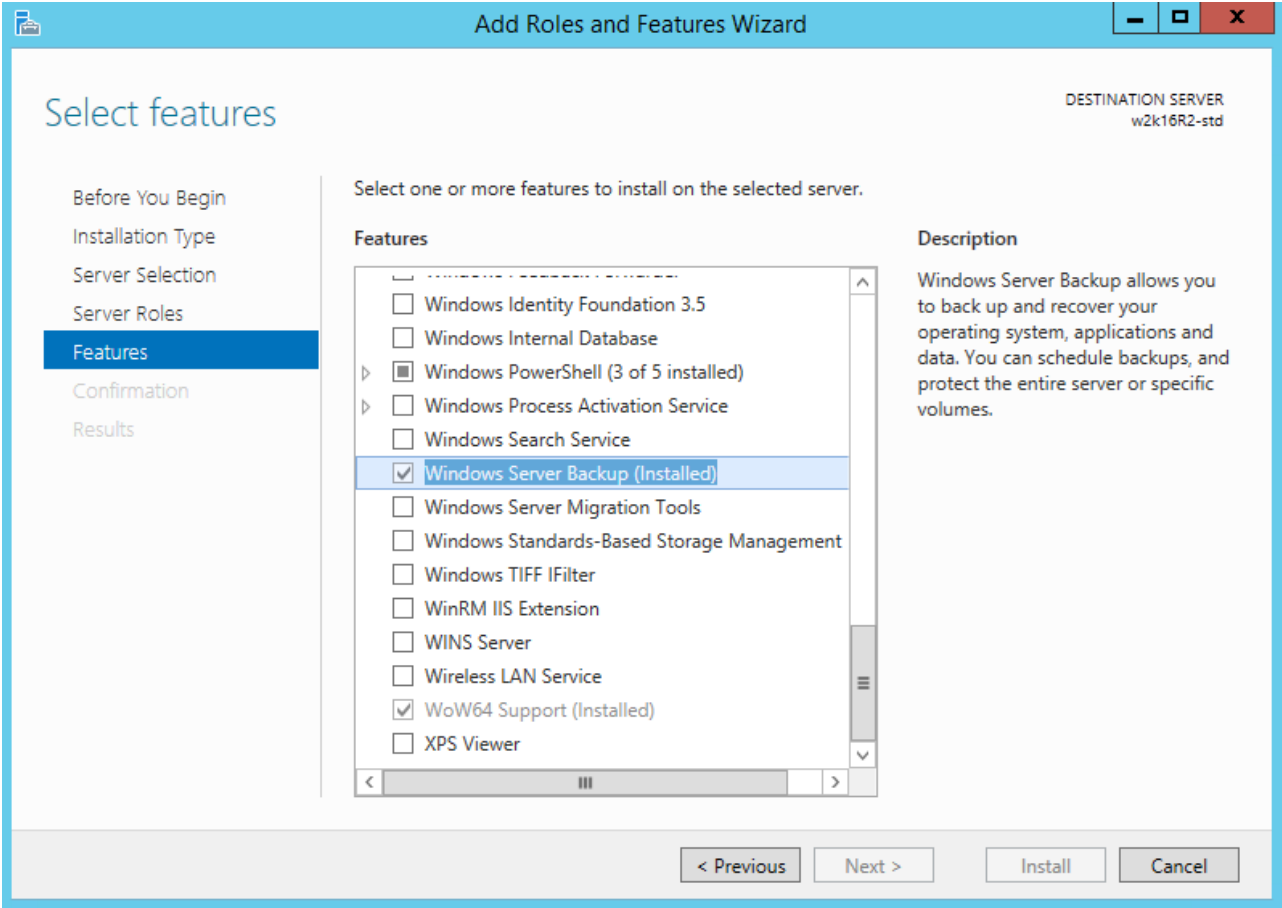 Add Roles and Features Wizard
Select features
DESTINATION SERVER
w2k16R2-std
Before You Begin
Installation Type
Server Selection
Server Roles
Features
Confirmation
Results
Select one or more features to install on the selected server.
Features
Windows Identity Foundation 3.5
Windows Internal Database
Windows PowerShell (3 of 5 installed)
Windows Process Activation Service
Windows Search Service
Windows Server Backup (Installed)
Windows Server Migration Tools
Windows Standards-Based Storage Management
Windows TIFF IFilter
WinRM IIS Extension
WINS Server
Wireless LAN Service
WoW64 Support (Installed)
XPS Viewer
Description
Windows Server Backup allows you
to back up and recover your
operating system, applications and
data. You can schedule backups, and
protect the entire server or specific
volumes.
< Previous
Next >
Install
Cancel